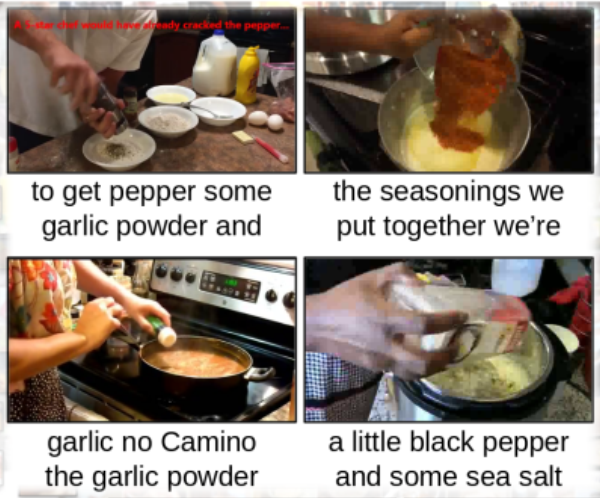 A 5 star chef would have already cracked the pepper...
to get pepper some
garlic powder and
the seasonings we
put together we're
garlic no Camino
the garlic powder
a little black pepper
and some sea salt